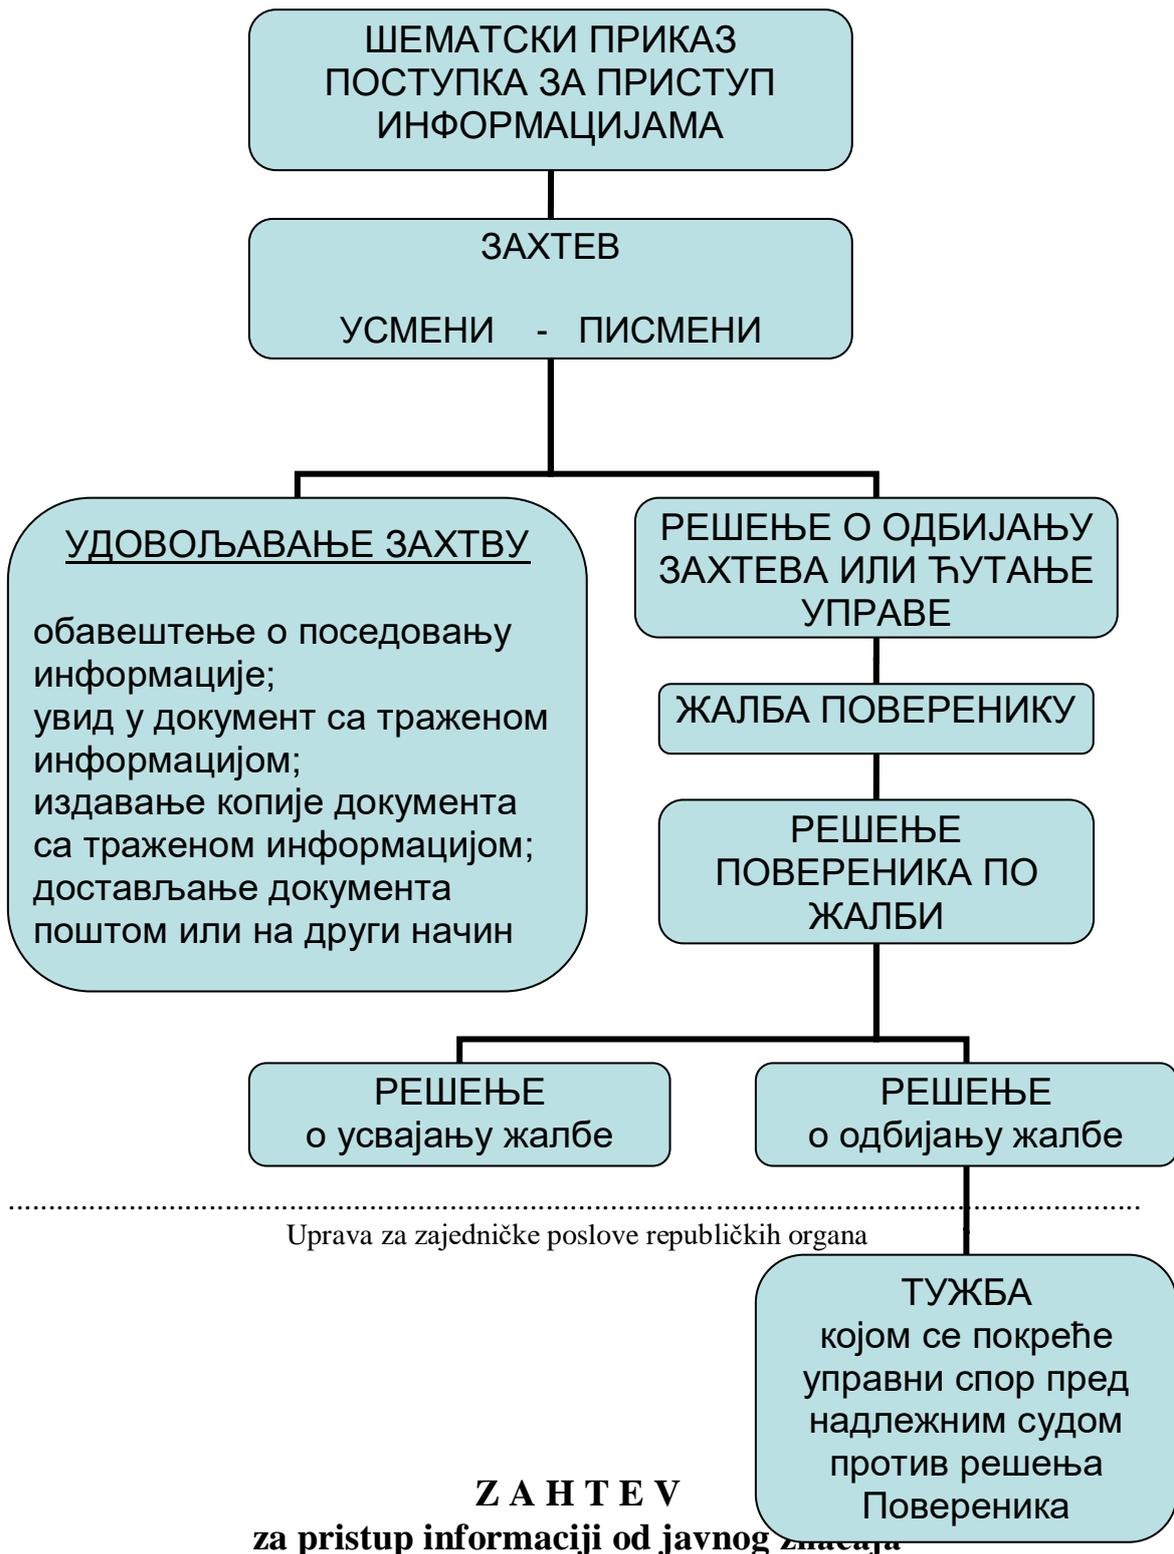 ШЕМАТСКИ ПРИКАЗ
ПОСТУПКА ЗА ПРИСТУП
ИНФОРМАЦИЈАМА
ЗАХТЕВ
УСМЕНИ - ПИСМЕНИ
УДОВОЉАВАЊЕ ЗАХТВУ
обавештење о поседовању
информације;
увид у документ са траженом
информацијом;
издавање копије документа
са траженом информацијом;
достављање документа
поштом или на други начин
РЕШЕЊЕ О ОДБИЈАЊУ
ЗАХТЕВА ИЛИ ЋУТАЊЕ
УПРАВЕ
ЖАЛБА ПОВЕРЕНИКУ
РЕШЕЊЕ
ПОВЕРЕНИКА ПО
ЖАЛБИ
РЕШЕЊЕ
о усвајању жалбе
РЕШЕЊЕ
о одбијању жалбе
Uprava za zajedničke poslove republičkih organa
ТУЖБА
којом се покреће
управни спор пред
надлежним судом
против решења
Повереника
Z A H T E V
za pristup informaciji od javnog značaja